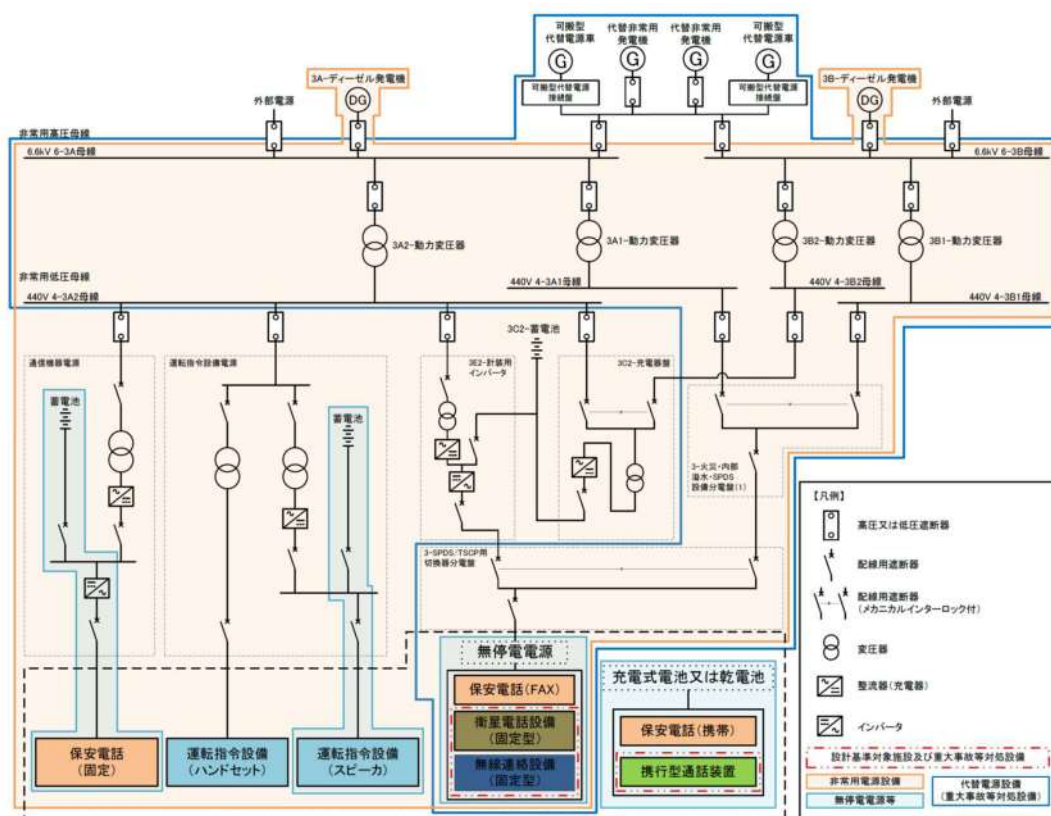 可搬型
代替電源車
代替非常用
発電機
代替非常用
発電機
可搬型
代替電源車
G
G
G
G
可搬型代替電源
接続盤
可搬型代替電源
接続盤
3A-ディーゼル発電機
DG
3B-ディーゼル発電機
DG
外部電源
外部電源
非常用高圧母線
6.6kV 6-3A母線
6.6kV 6-3B母線
3A2-動力変圧器
3A1-動力変圧器
3B2-動力変圧器
3B1-動力変圧器
非常用低圧母線
440V 4-3A2母線
440V 4-3A1母線
440V 4-3B2母線
440V 4-3B1母線
通信機器電源
運転指令設備電源
3E2-計装用
インバータ
3C2-蓄電池
3C2-充電器盤
蓄電池
蓄電池
3-火災・内部
溢水・SPDS
設備分電盤(1)
3-SPDS/TSCP用
切換器分電盤
無停電電源
保安電話(FAX)
衛星電話設備
(固定型)
無線連絡設備
(固定型)
充電式電池又は乾電池
保安電話(携帯)
携行型通話装置
保安電話
(固定)
運転指令設備
(ハンドセット)
運転指令設備
(スピーカ)
【凡例】
高圧又は低圧遮断器
配線用遮断器
配線用遮断器
(メカニカルインターロック付)
変圧器
整流器(充電器)
インバータ
設計基準対象施設及び重大事故等対処設備
非常用電源設備
無停電電源等
代替電源設備
(重大事故等対処設備)